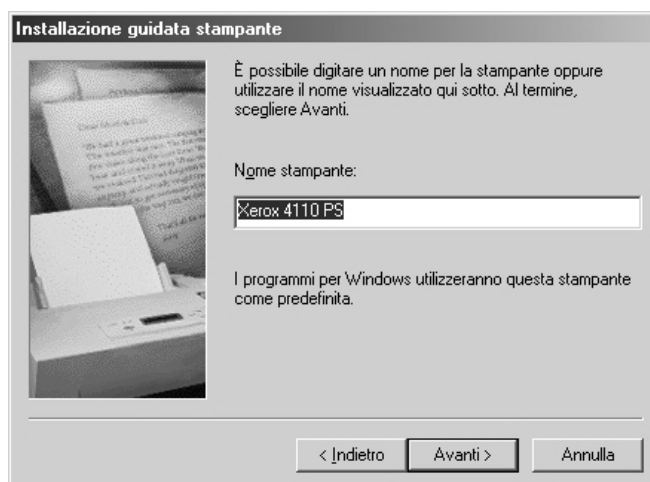 Installazione guidata stampante
È possibile digitare un nome per la stampante oppure
utilizzare il nome visualizzato qui sotto. Al termine,
scegliere Avanti.
Nome stampante:
Xerox 4110 PS
I programmi per Windows utilizzeranno questa stampante
come predefinita.
< Indietro
Avanti >
Annulla